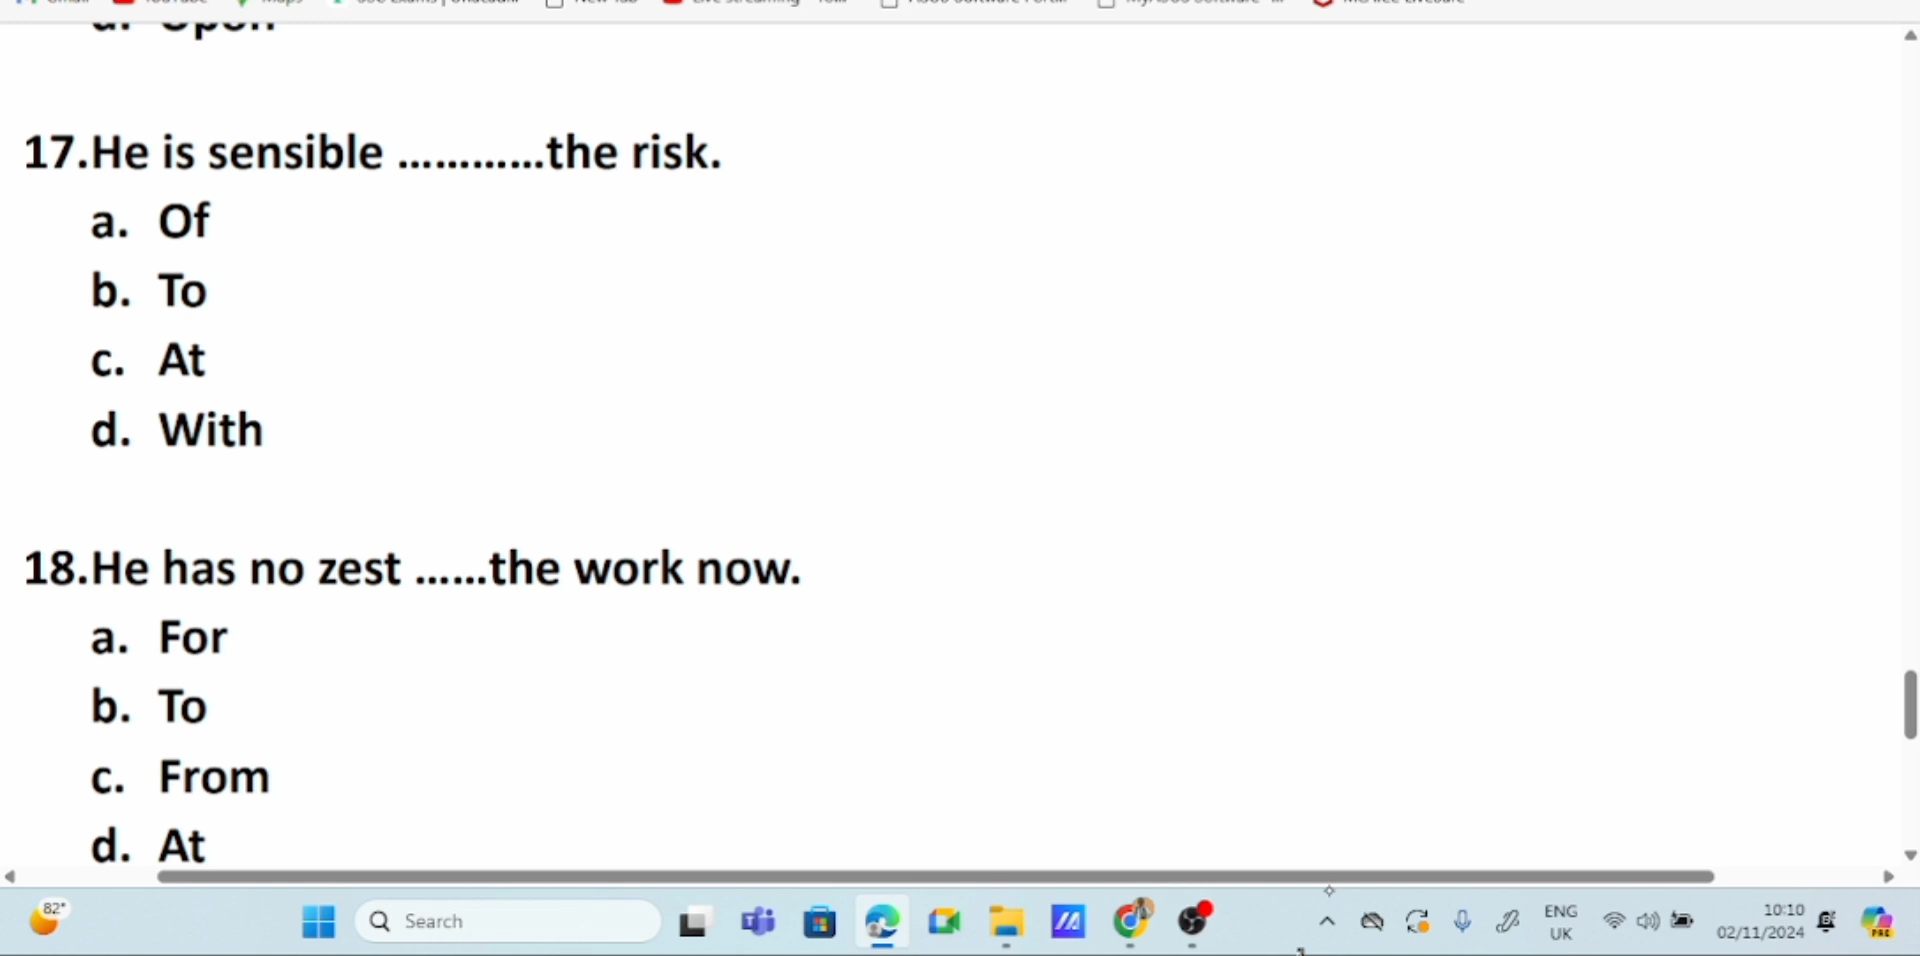 17.He is sensible ............the risk.
a. Of
b. To
c. At
d. With
18.He has no zest ......the work now.
a. For
b. To
c. From
d. At
82°
Search
ENG
UK
10:10
02/11/2024